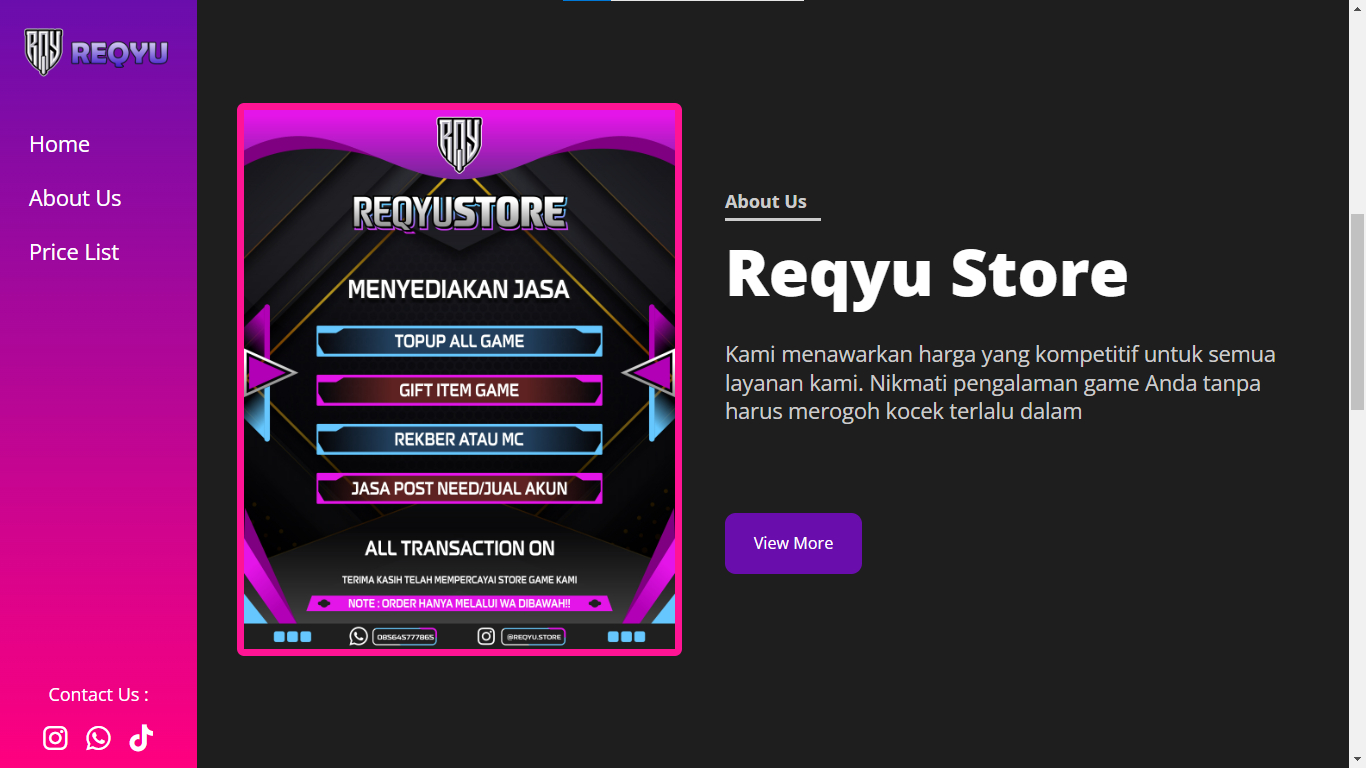 RQY REQYU
Home
About Us
Price List
Contact Us :
RQY
REQYUSTORE
MENYEDIAKAN JASA
TOPUP ALL GAME
GIFT ITEM GAME
REKBER ATAU MC
JASA POST NEED/JUAL AKUN
ALL TRANSACTION ON
TERIMA KASIH TELAH MEMPERCAYAI STORE GAME KAMI
NOTE : ORDER HANYA MELALUI WA DIBAWAH!!
085645777865
@REQYU.STORE
About Us
Reqyu Store
Kami menawarkan harga yang kompetitif untuk semua
layanan kami. Nikmati pengalaman game Anda tanpa
harus merogoh kocek terlalu dalam
View More